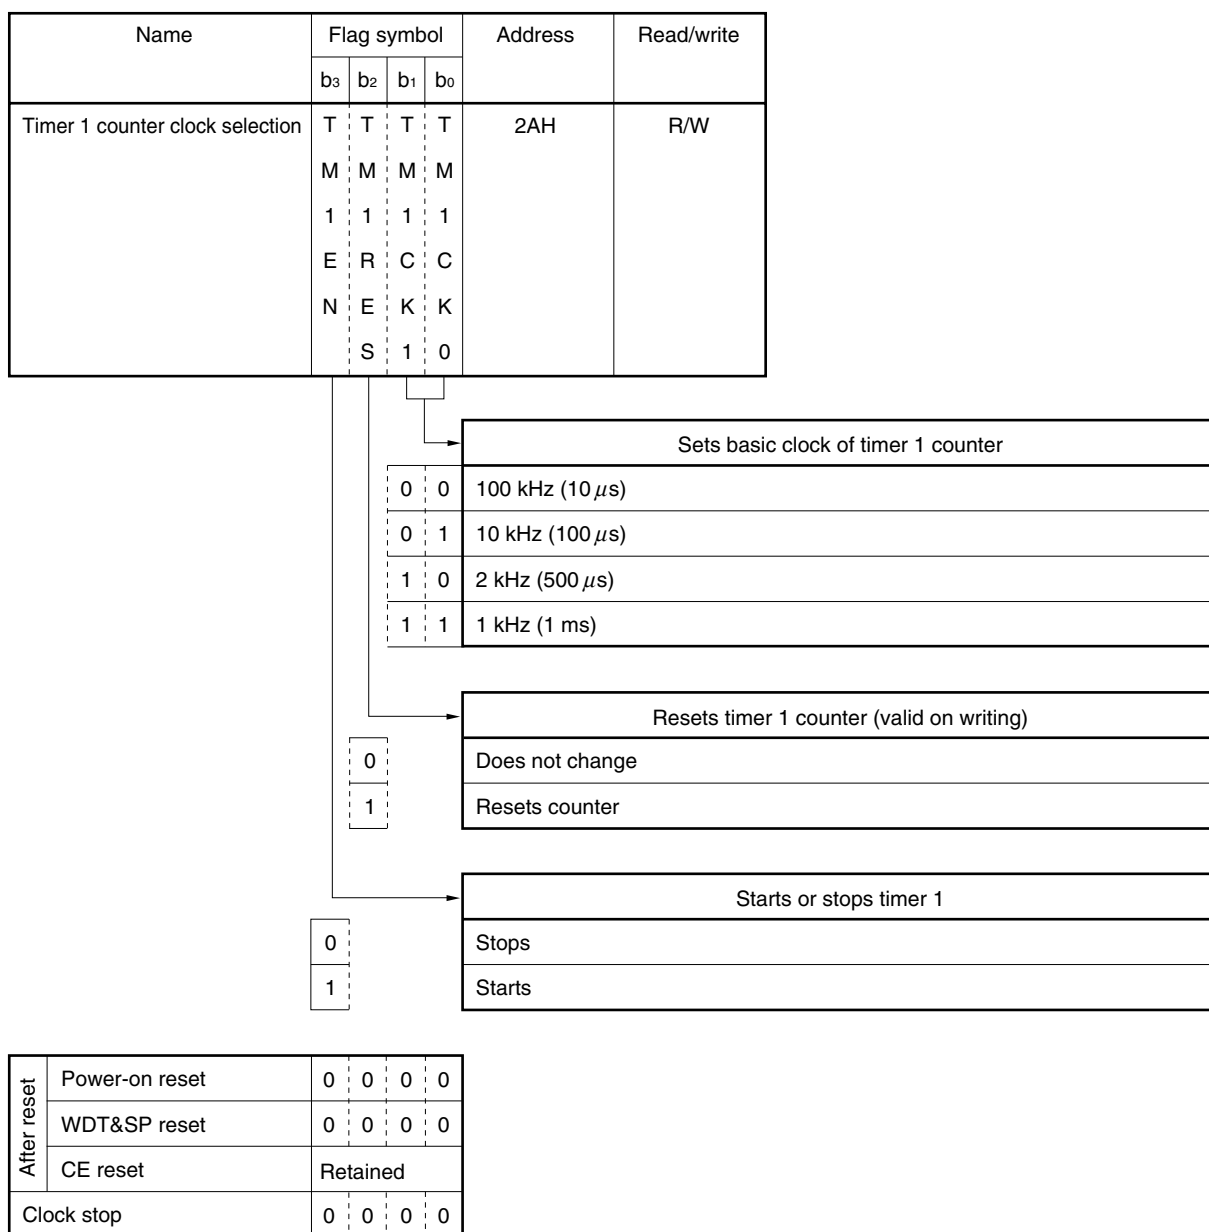 Name Flag symbol Address Read/write
b3 b2 b1 b0
Timer 1 counter clock selection T T T T 2AH R/W
M M M M
1 1 1 1
E R C C
N E K K
S 1 0
Sets basic clock of timer 1 counter
0 0 100 kHz (10 μs)
0 1 10 kHz (100 μs)
1 0 2 kHz (500 μs)
1 1 1 kHz (1 ms)
Resets timer 1 counter (valid on writing)
0 Does not change
1 Resets counter
Starts or stops timer 1
0 Stops
1 Starts
After reset
Power-on reset 0 0 0 0
WDT&SP reset 0 0 0 0
CE reset Retained
Clock stop 0 0 0 0